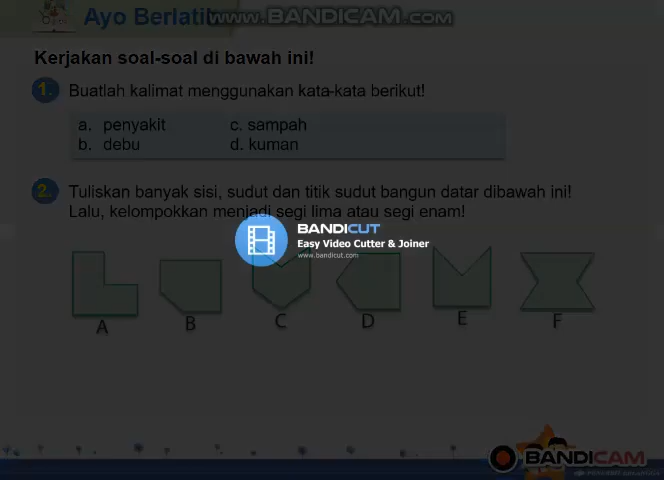 Ayo Berlatih
www.BANDICAM.com
Kerjakan soal-soal di bawah ini!
1. Buatlah kalimat menggunakan kata-kata berikut!
a. penyakit c. sampah
b. debu d. kuman
2. Tuliskan banyak sisi, sudut dan titik sudut bangun datar dibawah ini!
Lalu, kelompokkan menjadi segi lima atau segi enam!
BANDICUT
Easy Video Cutter & Joiner
www.bandicut.com
A B C D E F
BANDICAM